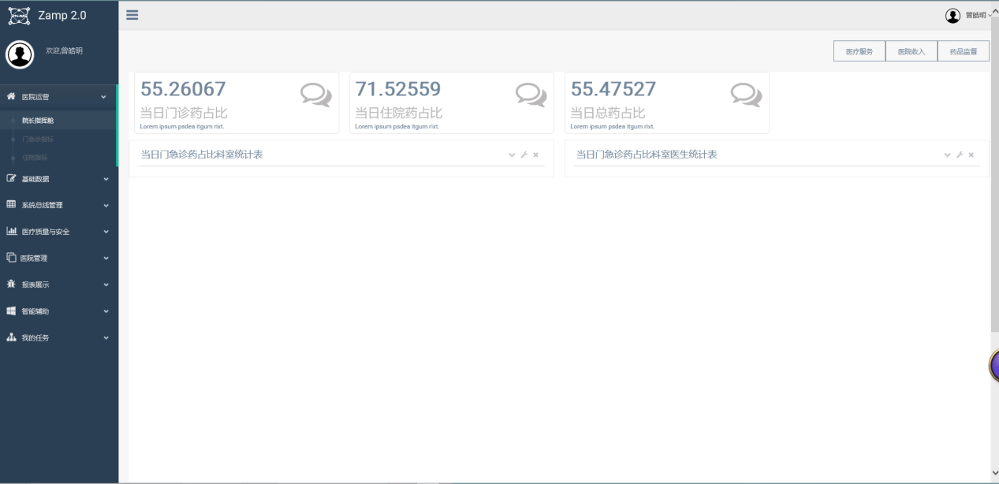 Zamp 2.0
曾皓明
欢迎,曾皓明
医疗服务
医院收入
药品监督
医院运营
院长指挥舱
门急诊指标
住院指标
基础数据
系统总线管理
医疗质量与安全
医院管理
报表展示
智能辅助
我的任务
55.26067
当日门诊药占比
Lorem ipsum psdea itgum rixt.
71.52559
当日住院药占比
Lorem ipsum psdea itgum rixt.
55.47527
当日总药占比
Lorem ipsum psdea itgum rixt.
当日门急诊药占比科室统计表
当日门急诊药占比科室医生统计表